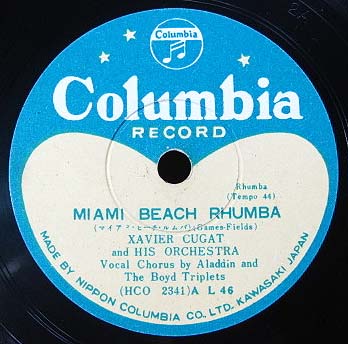 Columbia
Columbia
RECORD
Rhumba
(Tempo 44)
MIAMI BEACH RHUMBA
(マイアミ・ビーチ・ルムバ) (Games-Fields)
XAVIER CUGAT
and HIS ORCHESTRA
Vocal Chorus by Aladdin and
The Boyd Triplets
(HCO 2341)A L 46
MADE BY NIPPON COLUMBIA CO. LTD. KAWASAKI JAPAN